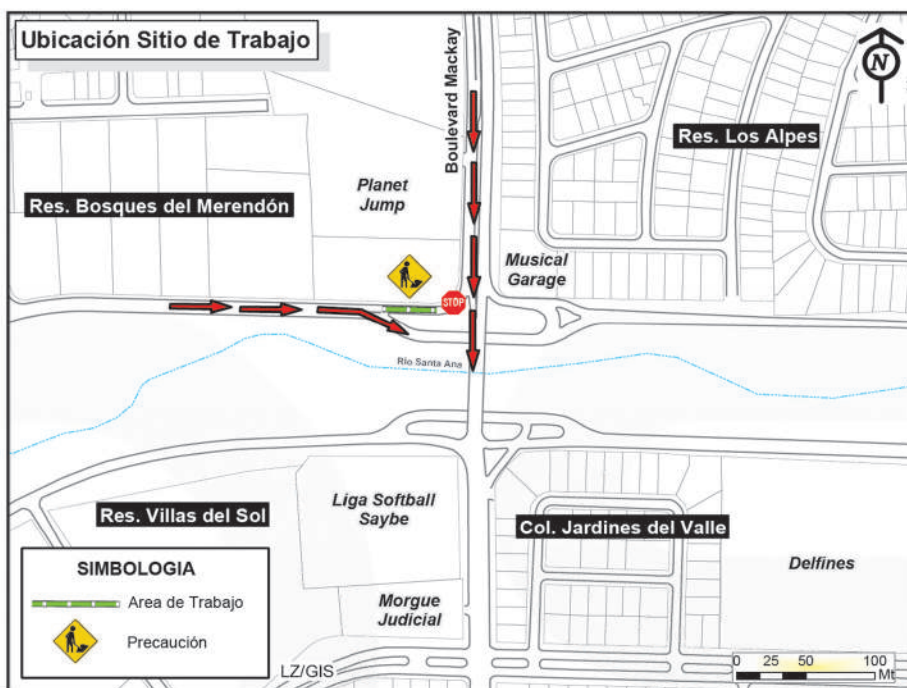 Ubicación Sitio de Trabajo
Boulevard Mackay
N
Res. Los Alpes
Planet
Jump
Res. Bosques del Merendón
Musical
Garage
STOP
Río Santa Ana
Liga Softball
Saybe
Res. Villas del Sol
Col. Jardines del Valle
Delfines
SIMBOLOGIA
Area de Trabajo
Precaución
Morgue
Judicial
LZ/GIS
0 25 50 100
Mt